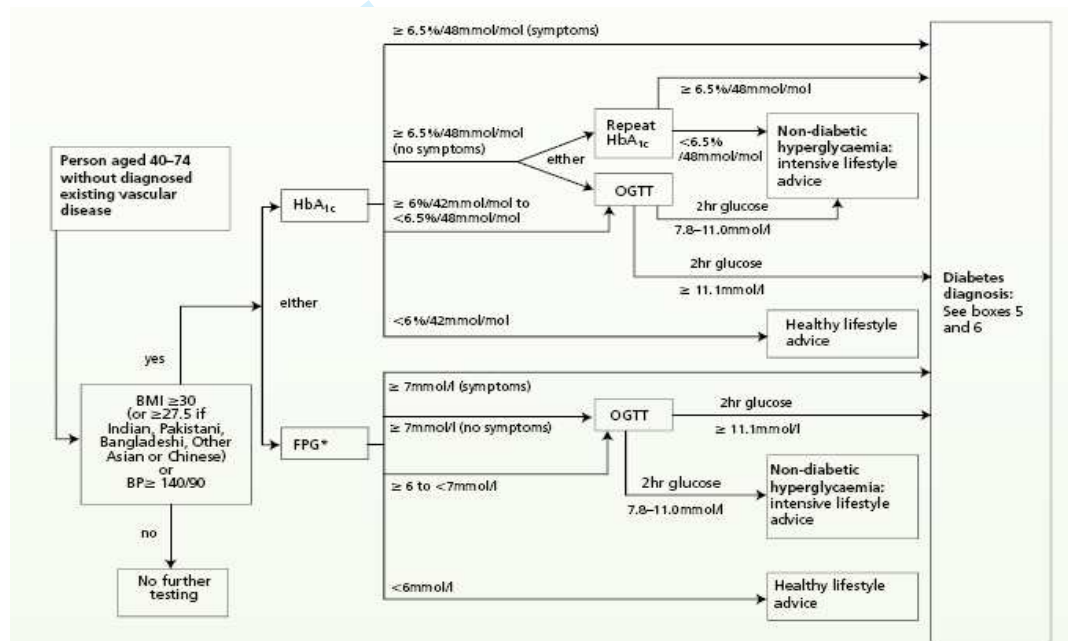 Person aged 40–74
without diagnosed
existing vascular
disease
BMI ≥30
(or ≥27.5 if
Indian, Pakistani,
Bangladeshi, Other
Asian or Chinese)
or
BP≥ 140/90
yes
no
No further
testing
either
HbA1c
≥ 6.5%/48mmol/mol (symptoms)
≥ 6.5%/48mmol/mol
(no symptoms)
either
Repeat
HbA1c
≥ 6.5%/48mmol/mol
<6.5%
/48mmol/mol
Non-diabetic
hyperglycaemia:
intensive lifestyle
advice
OGTT
≥ 6%/42mmol/mol to
<6.5%/48mmol/mol
2hr glucose
7.8–11.0mmol/l
2hr glucose
≥ 11.1mmol/l
<6%/42mmol/mol
Healthy lifestyle
advice
FPG*
≥ 7mmol/l (symptoms)
≥ 7mmol/l (no symptoms)
OGTT
2hr glucose
≥ 11.1mmol/l
≥ 6 to <7mmol/l
2hr glucose
7.8–11.0mmol/l
Non-diabetic
hyperglycaemia:
intensive lifestyle
advice
<6mmol/l
Healthy lifestyle
advice
Diabetes
diagnosis:
See boxes 5
and 6